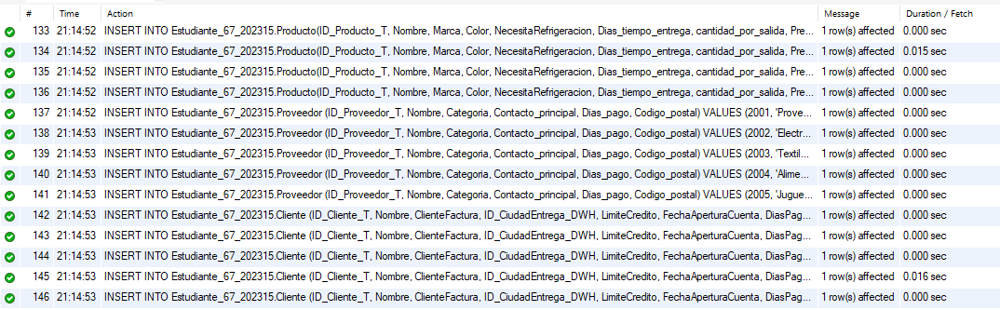 # Time Action Message Duration / Fetch
133 21:14:52 INSERT INTO Estudiante_67_202315.Producto(ID_Producto_T, Nombre, Marca, Color, NecesitaRefrigeracion, Dias_tiempo_entrega, cantidad_por_salida, Pre... 1 row(s) affected 0.000 sec
134 21:14:52 INSERT INTO Estudiante_67_202315.Producto(ID_Producto_T, Nombre, Marca, Color, NecesitaRefrigeracion, Dias_tiempo_entrega, cantidad_por_salida, Pre... 1 row(s) affected 0.015 sec
135 21:14:52 INSERT INTO Estudiante_67_202315.Producto(ID_Producto_T, Nombre, Marca, Color, NecesitaRefrigeracion, Dias_tiempo_entrega, cantidad_por_salida, Pre... 1 row(s) affected 0.000 sec
136 21:14:52 INSERT INTO Estudiante_67_202315.Producto(ID_Producto_T, Nombre, Marca, Color, NecesitaRefrigeracion, Dias_tiempo_entrega, cantidad_por_salida, Pre... 1 row(s) affected 0.000 sec
137 21:14:52 INSERT INTO Estudiante_67_202315.Proveedor (ID_Proveedor_T, Nombre, Categoria, Contacto_principal, Dias_pago, Codigo_postal) VALUES (2001, 'Prove... 1 row(s) affected 0.000 sec
138 21:14:53 INSERT INTO Estudiante_67_202315.Proveedor (ID_Proveedor_T, Nombre, Categoria, Contacto_principal, Dias_pago, Codigo_postal) VALUES (2002, 'Electr... 1 row(s) affected 0.000 sec
139 21:14:53 INSERT INTO Estudiante_67_202315.Proveedor (ID_Proveedor_T, Nombre, Categoria, Contacto_principal, Dias_pago, Codigo_postal) VALUES (2003, 'Textil... 1 row(s) affected 0.000 sec
140 21:14:53 INSERT INTO Estudiante_67_202315.Proveedor (ID_Proveedor_T, Nombre, Categoria, Contacto_principal, Dias_pago, Codigo_postal) VALUES (2004, 'Alime... 1 row(s) affected 0.000 sec
141 21:14:53 INSERT INTO Estudiante_67_202315.Proveedor (ID_Proveedor_T, Nombre, Categoria, Contacto_principal, Dias_pago, Codigo_postal) VALUES (2005, 'Jugue... 1 row(s) affected 0.000 sec
142 21:14:53 INSERT INTO Estudiante_67_202315.Cliente (ID_Cliente_T, Nombre, ClienteFactura, ID_CiudadEntrega_DWH, LimiteCredito, FechaAperturaCuenta, DiasPag... 1 row(s) affected 0.000 sec
143 21:14:53 INSERT INTO Estudiante_67_202315.Cliente (ID_Cliente_T, Nombre, ClienteFactura, ID_CiudadEntrega_DWH, LimiteCredito, FechaAperturaCuenta, DiasPag... 1 row(s) affected 0.000 sec
144 21:14:53 INSERT INTO Estudiante_67_202315.Cliente (ID_Cliente_T, Nombre, ClienteFactura, ID_CiudadEntrega_DWH, LimiteCredito, FechaAperturaCuenta, DiasPag... 1 row(s) affected 0.000 sec
145 21:14:53 INSERT INTO Estudiante_67_202315.Cliente (ID_Cliente_T, Nombre, ClienteFactura, ID_CiudadEntrega_DWH, LimiteCredito, FechaAperturaCuenta, DiasPag... 1 row(s) affected 0.016 sec
146 21:14:53 INSERT INTO Estudiante_67_202315.Cliente (ID_Cliente_T, Nombre, ClienteFactura, ID_CiudadEntrega_DWH, LimiteCredito, FechaAperturaCuenta, DiasPag... 1 row(s) affected 0.000 sec